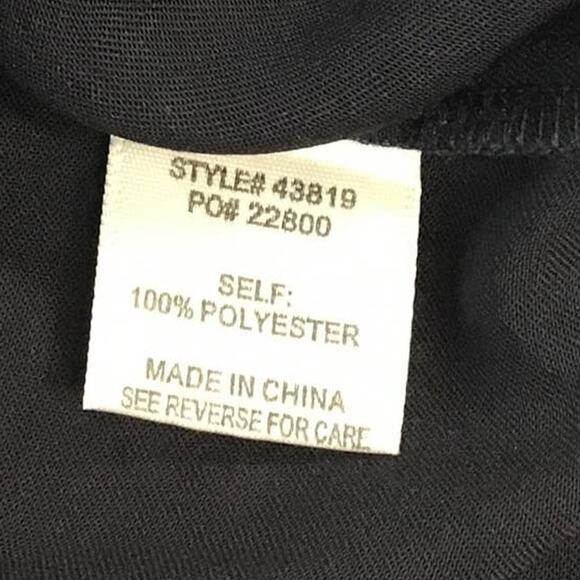 STYLE# 43819
PO# 22800
SELF:
100% POLYESTER
MADE IN CHINA
SEE REVERSE FOR CARE